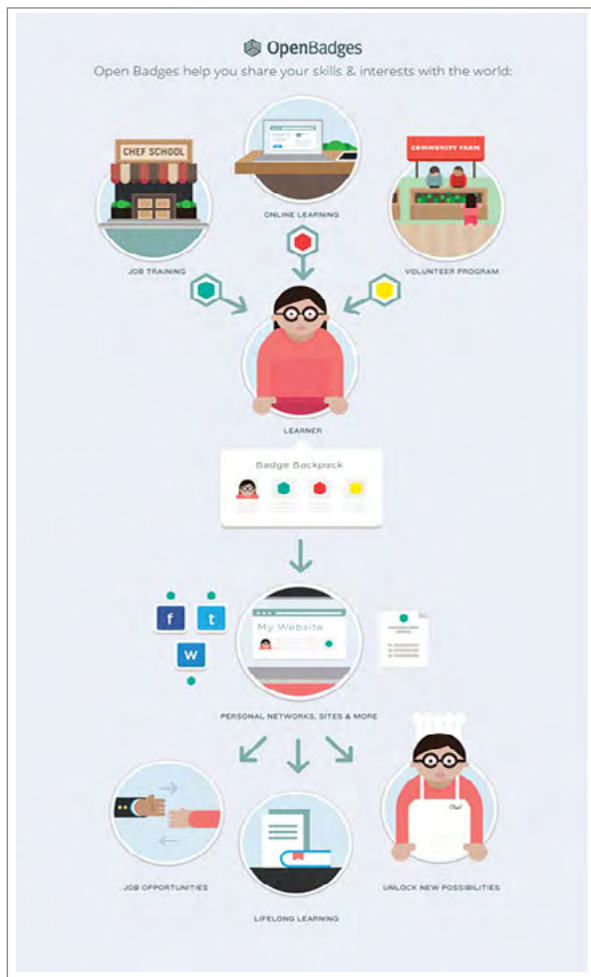 OpenBadges
Open Badges help you share your skills & interests with the world:
CHEF SCHOOL
COMMUNITY FARM
ONLINE LEARNING
JOB TRAINING
VOLUNTEER PROGRAM
LEARNER
Badge Backpack
f
t
W
My Website
PERSONAL NETWORKS, SITES & MORE
Chef
JOB OPPORTUNITIES
LIFELONG LEARNING
UNLOCK NEW POSSIBILITIES